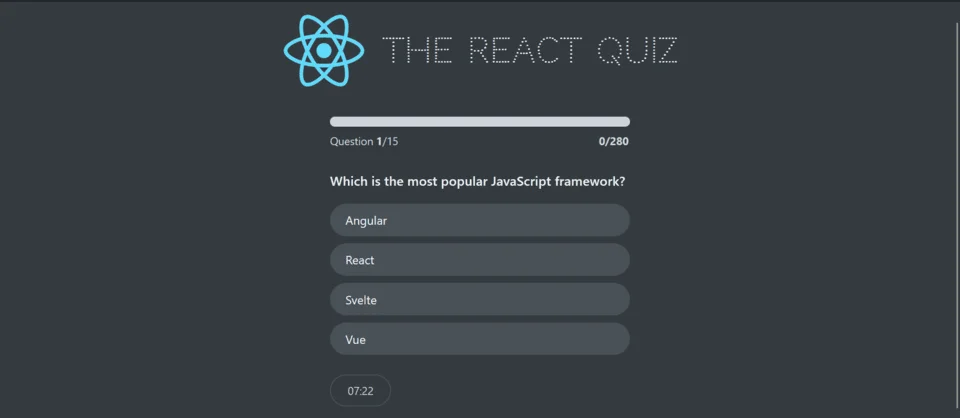 THE REACT QUIZ
Question 1/15 0/280
Which is the most popular JavaScript framework?
Angular
React
Svelte
Vue
07:22